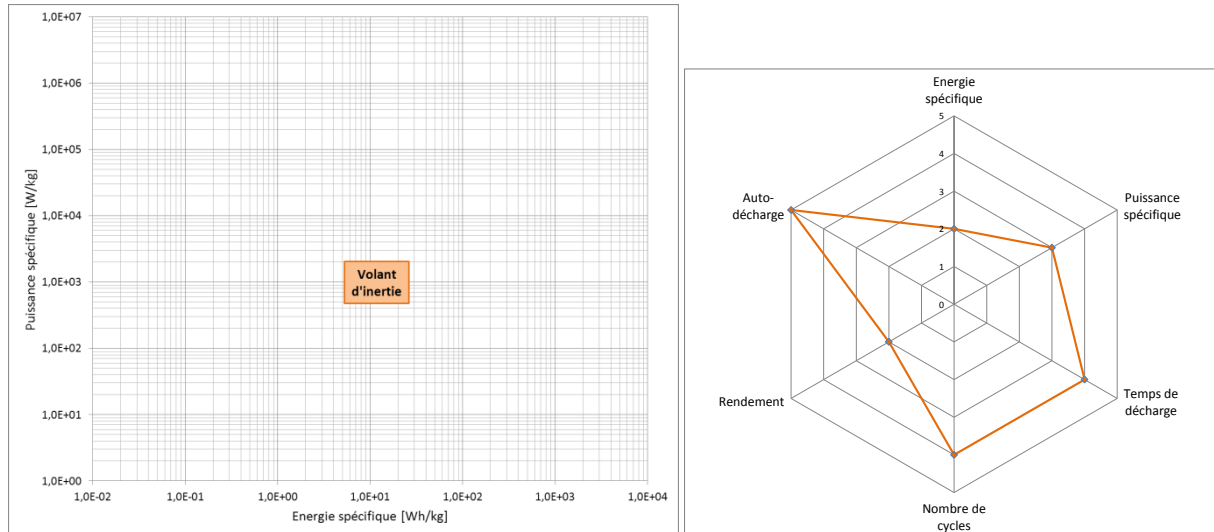 1,0E+07
1,0E+06
1,0E+05
1,0E+04
1,0E+03
1,0E+02
1,0E+01
1,0E+00
Puissance spécifique [W/kg]
Volant
d'inertie
1,0E-02 1,0E-01 1,0E+00 1,0E+01 1,0E+02 1,0E+03 1,0E+04
Energie spécifique [Wh/kg]
Energie
spécifique
5
4
3
2
1
0
Puissance
spécifique
Temps de
décharge
Nombre de
cycles
Rendement
Auto-
décharge